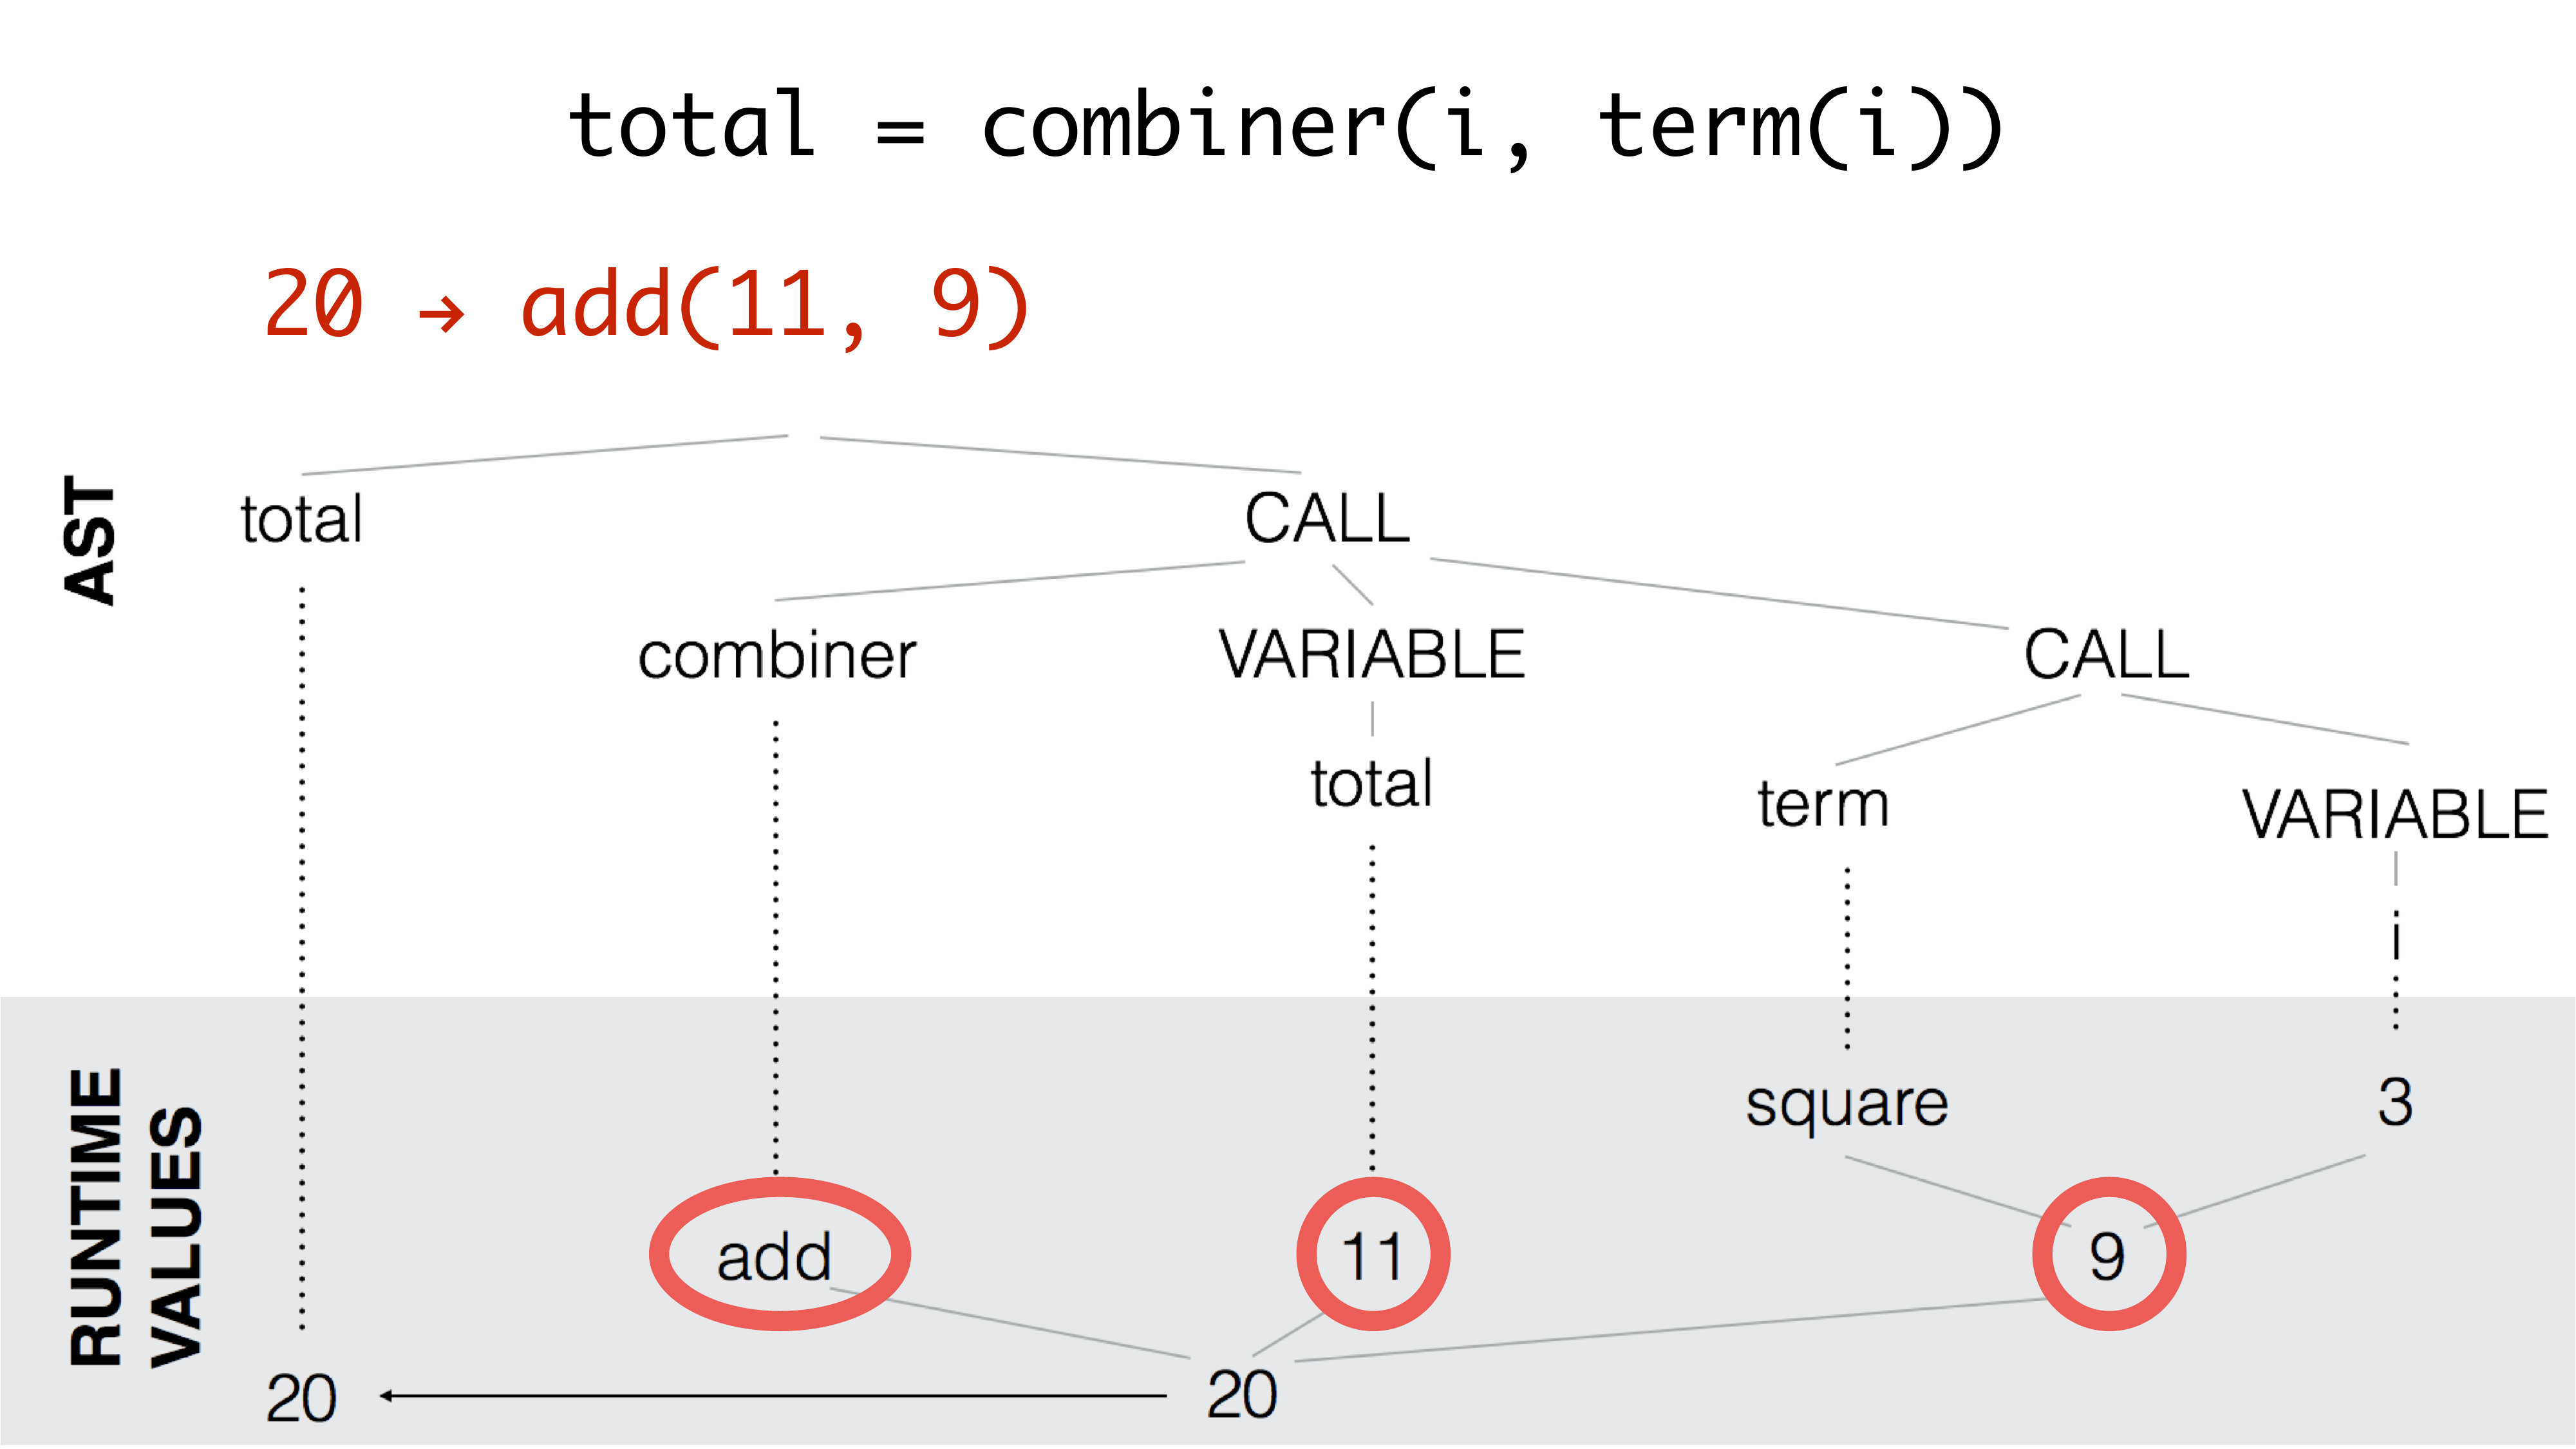 total = combiner(i, term(i))
20 → add(11, 9)
AST
total
CALL
combiner
VARIABLE
CALL
total
term
VARIABLE
i
RUNTIME
VALUES
square
3
add
11
9
20
20